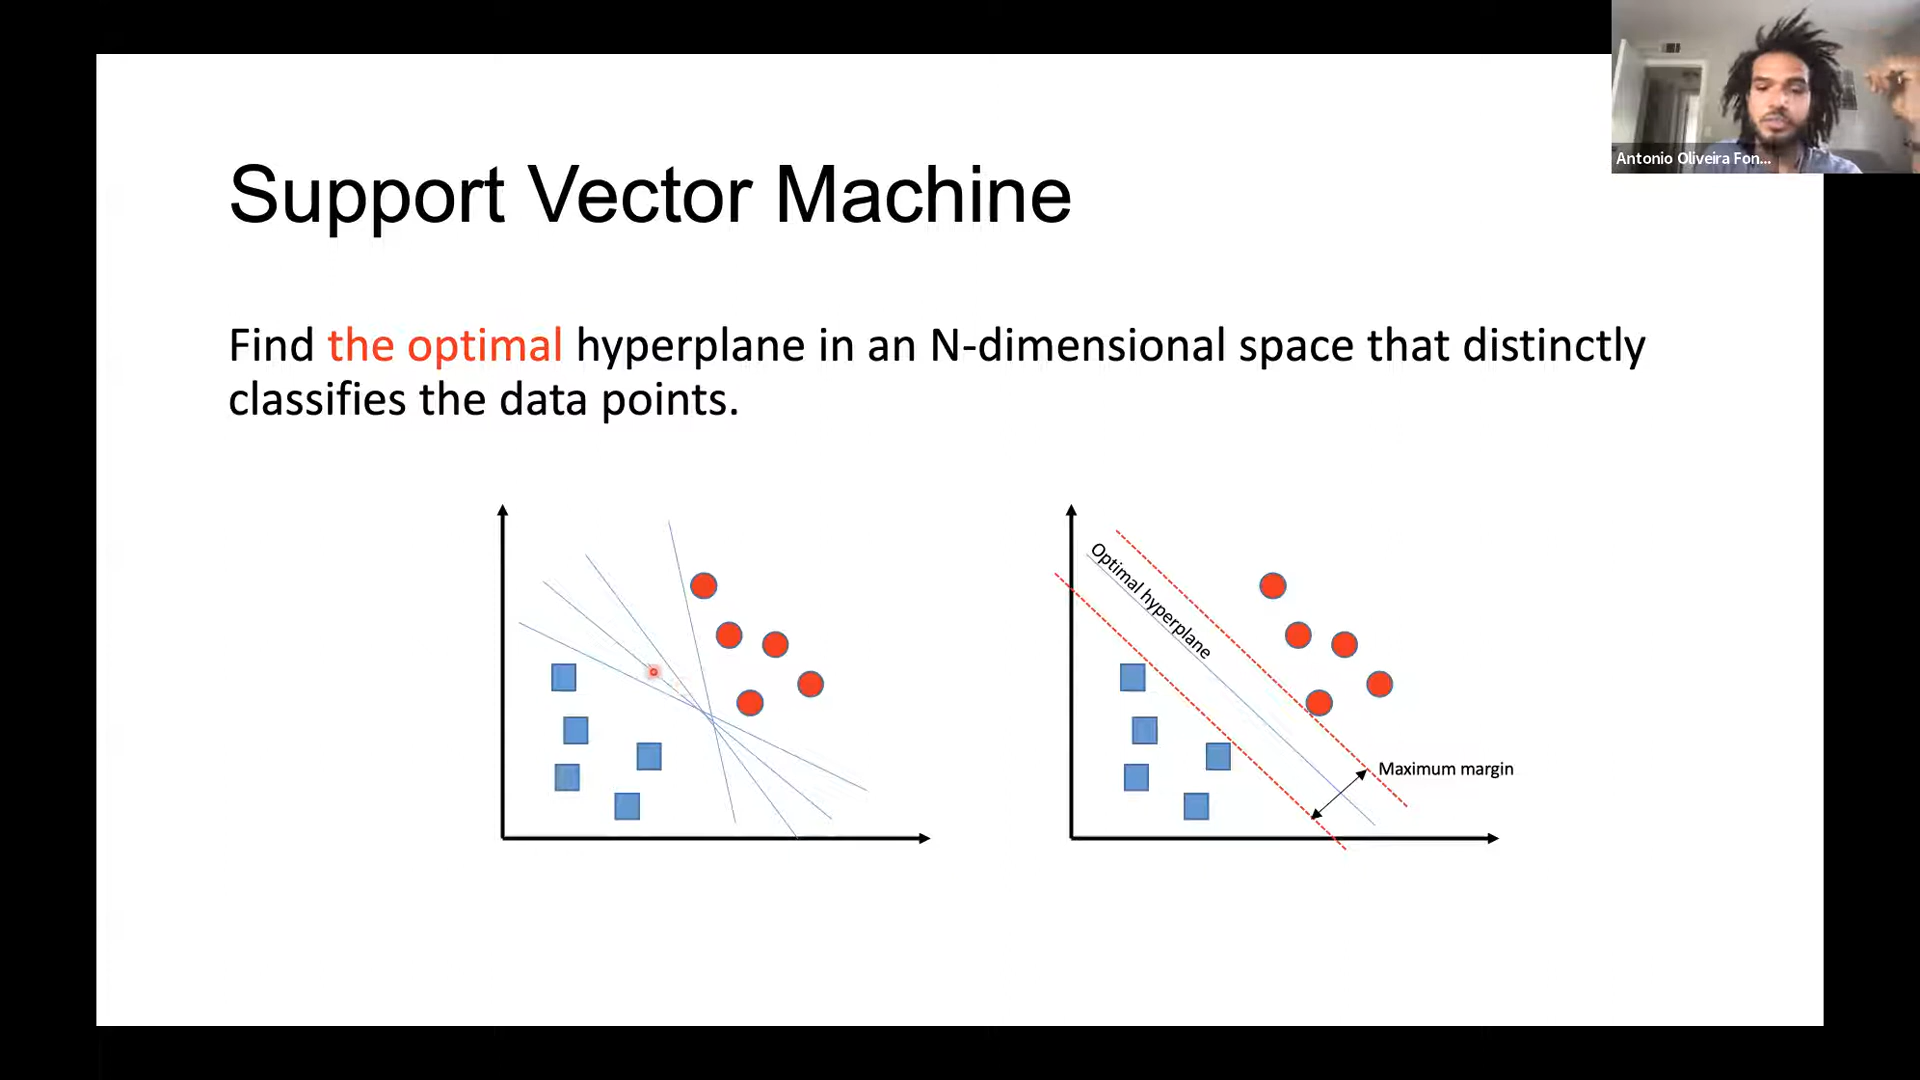 Antonio Oliveira Fon...
Support Vector Machine
Find the optimal hyperplane in an N-dimensional space that distinctly
classifies the data points.
Optimal hyperplane
Maximum margin